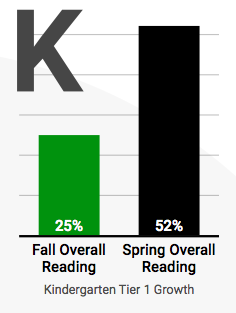 K
25%
52%
Fall Overall
Reading
Spring Overall
Reading
Kindergarten Tier 1 Growth